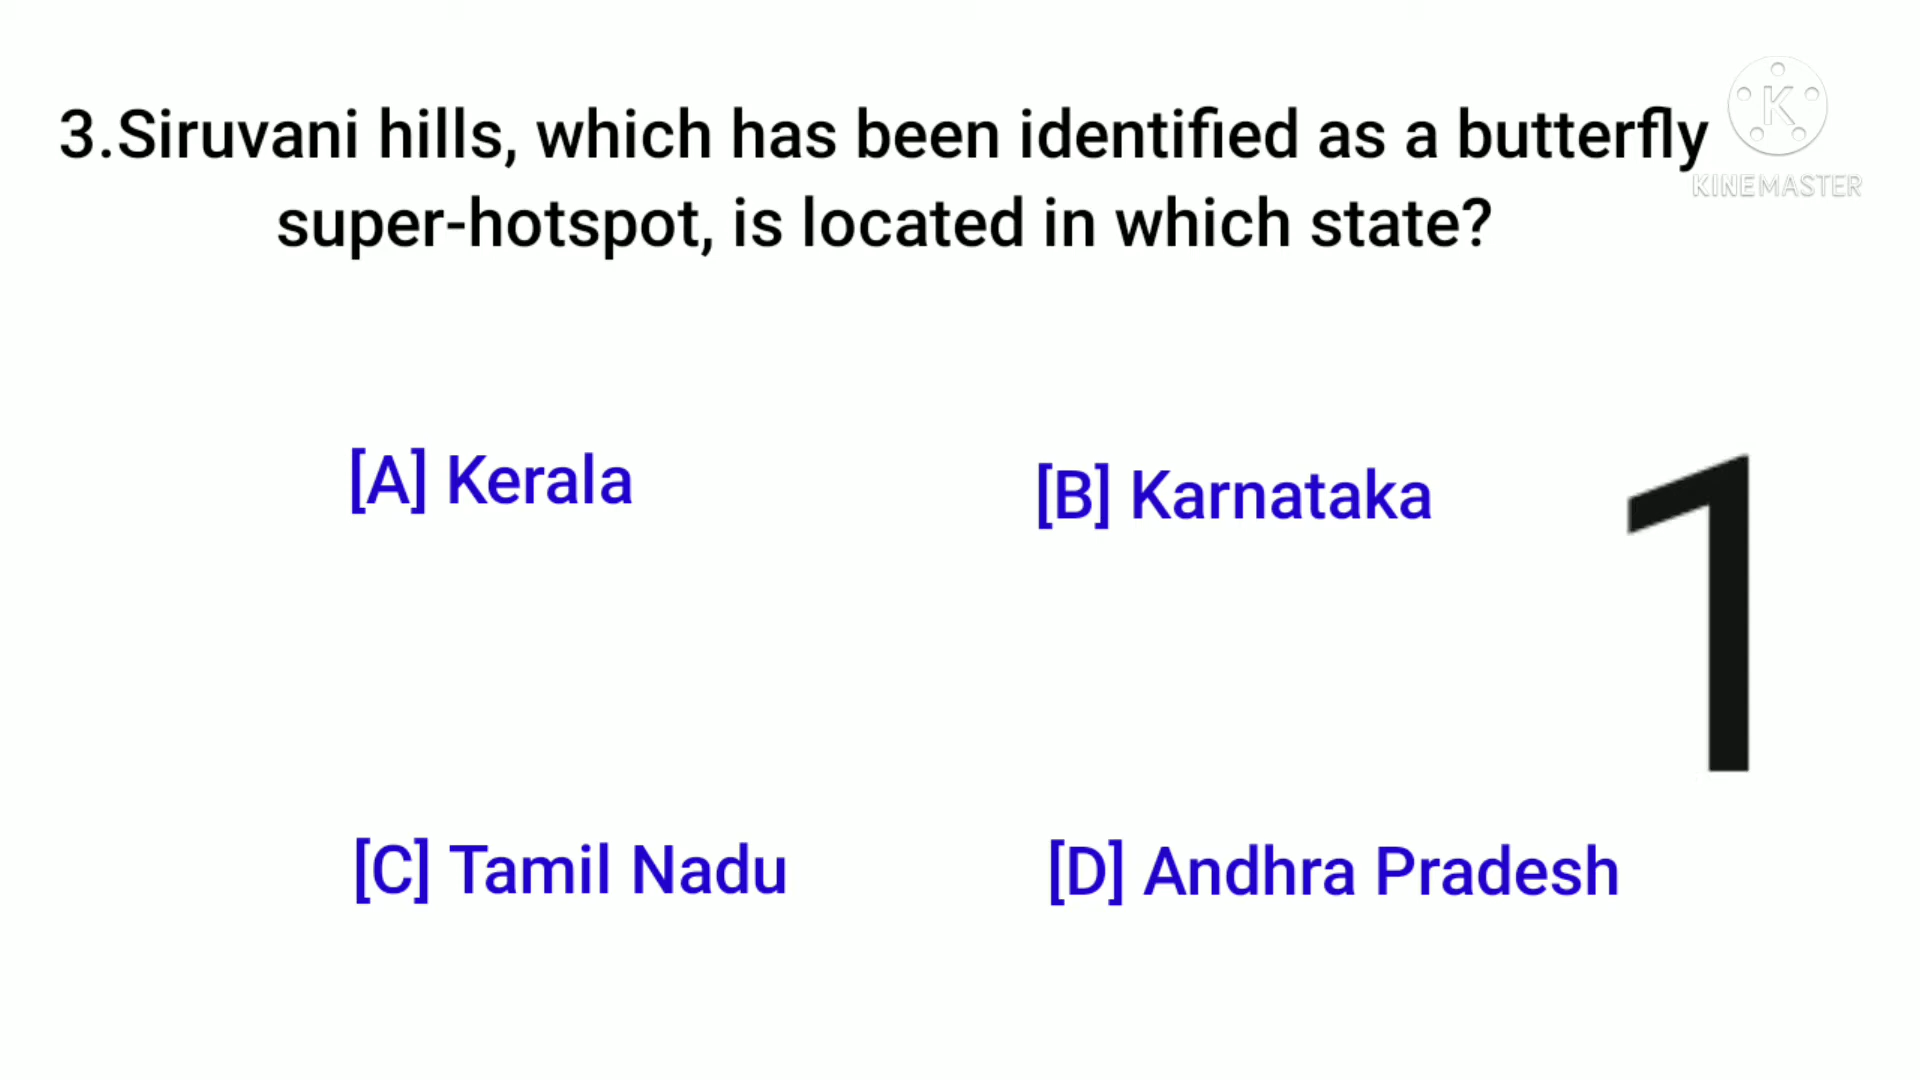 3.Siruvani hills, which has been identified as a butterfly
super-hotspot, is located in which state?
K
KINEMASTER
[A] Kerala
[B] Karnataka
1
[C] Tamil Nadu
[D] Andhra Pradesh